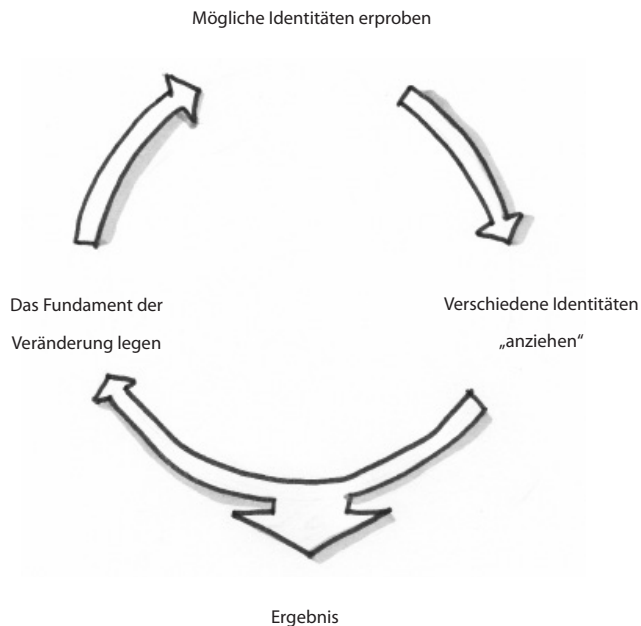 Mögliche Identitäten erproben
Das Fundament der
Veränderung legen
Verschiedene Identitäten
„anziehen“
Ergebnis